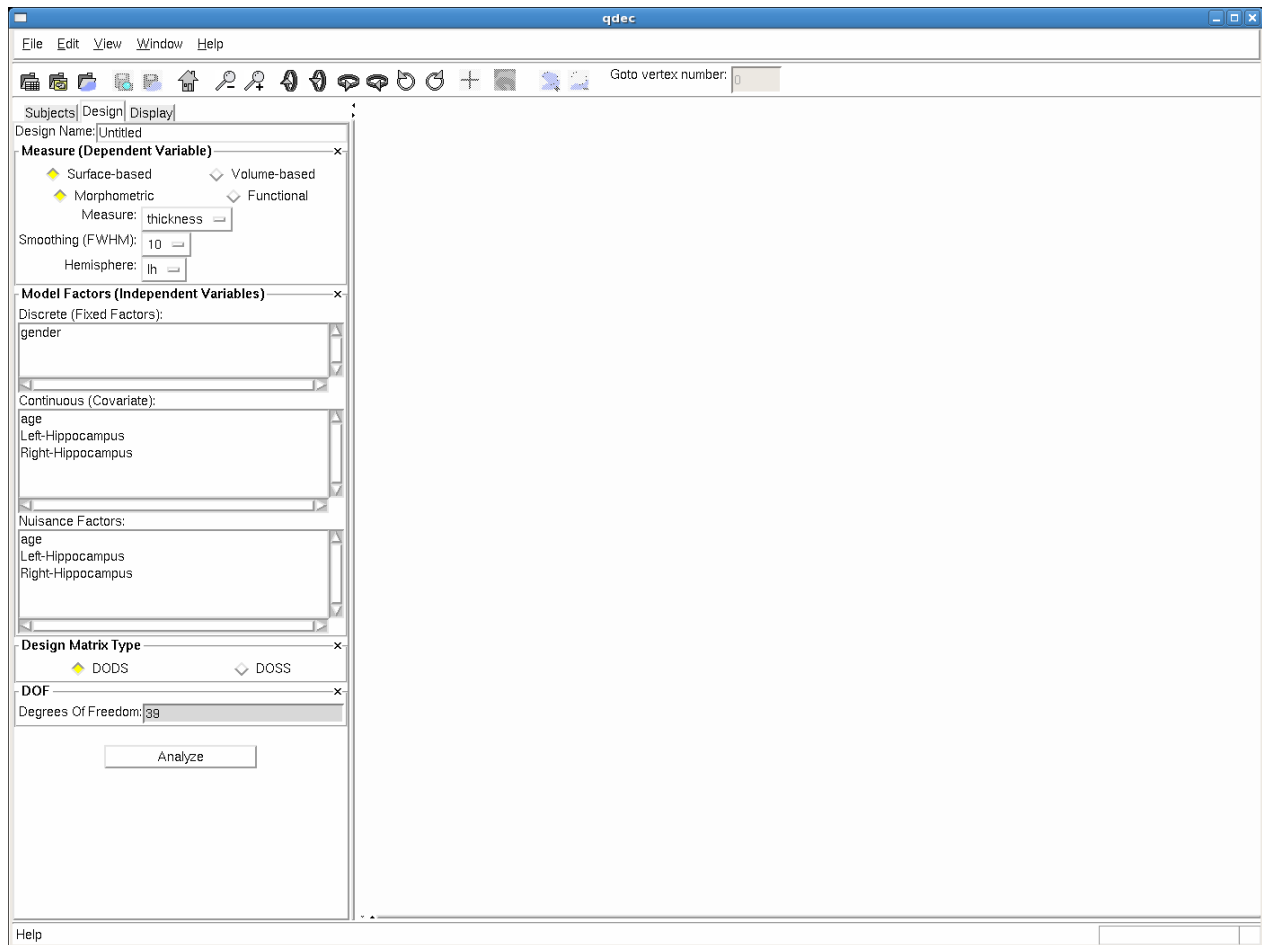 qdec
File Edit View Window Help
Goto vertex number: 0
Subjects Design Display
Design Name: Untitled
Measure (Dependent Variable)
Surface-based Volume-based
Morphometric Functional
Measure: thickness
Smoothing (FWHM): 10
Hemisphere: lh
Model Factors (Independent Variables)
Discrete (Fixed Factors):
gender
Continuous (Covariate):
age
Left-Hippocampus
Right-Hippocampus
Nuisance Factors:
age
Left-Hippocampus
Right-Hippocampus
Design Matrix Type
DODS DOSS
DOF
Degrees Of Freedom: 39
Analyze
Help